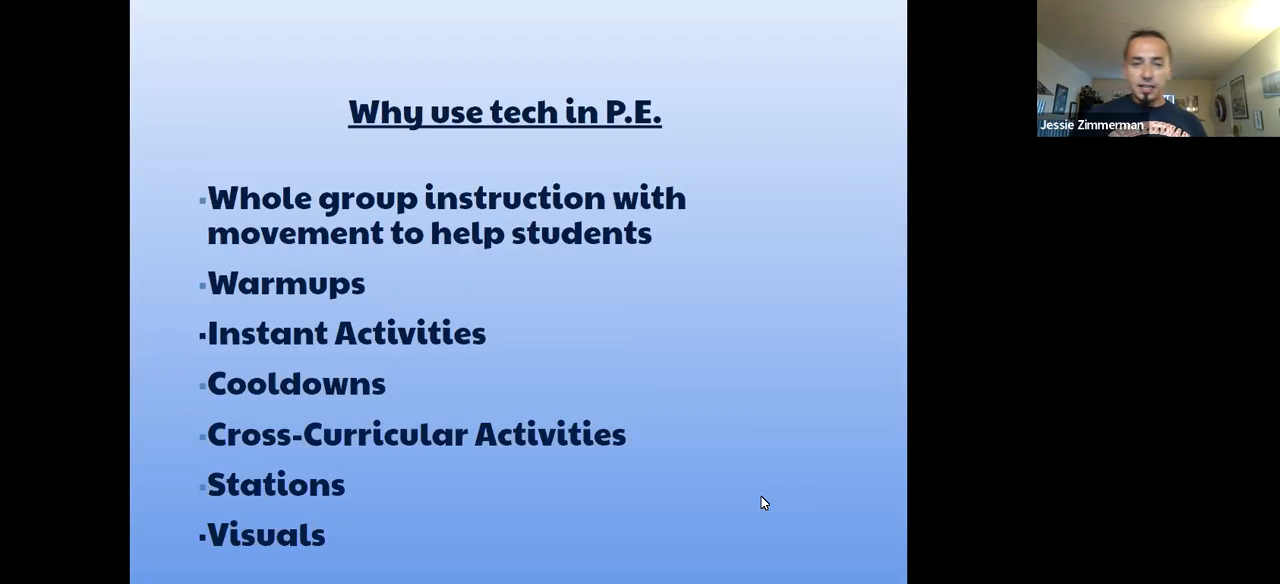 Why use tech in P.E.
▪Whole group instruction with
movement to help students
▪Warmups
▪Instant Activities
▪Cooldowns
▪Cross-Curricular Activities
▪Stations
▪Visuals
Jessie Zimmerman